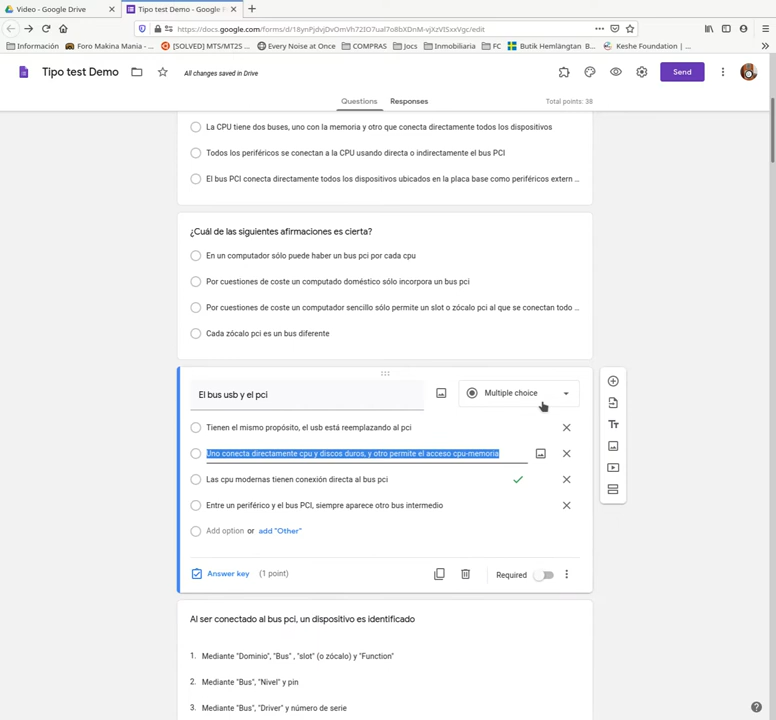 Video - Google Drive
Tipo test Demo - Google F
https://docs.google.com/forms/d/18ynPjdvjDvOmVh72IO7ual7o8bXDnM-vjXzVISxxVgc/edit
Información
Foro Makina Mania - ...
[SOLVED] MTS/MT2S ...
Every Noise at Once
COMPRAS
Jocs
Inmobiliaria
FC
Butik Hemlängtan B...
Keshe Foundation | ...
Tipo test Demo
All changes saved in Drive
Send
Questions
Responses
Total points: 38
La CPU tiene dos buses, uno con la memoria y otro que conecta directamente todos los dispositivos
Todos los periféricos se conectan a la CPU usando directa o indirectamente el bus PCI
El bus PCI conecta directamente todos los dispositivos ubicados en la placa base como periféricos extern ...
¿Cuál de las siguientes afirmaciones es cierta?
En un computador sólo puede haber un bus pci por cada cpu
Por cuestiones de coste un computado doméstico sólo incorpora un bus pci
Por cuestiones de coste un computador sencillo sólo permite un slot o zócalo pci al que se conectan todo ...
Cada zócalo pci es un bus diferente
El bus usb y el pci
Multiple choice
Tienen el mismo propósito, el usb está reemplazando al pci
Uno conecta directamente cpu y discos duros, y otro permite el acceso cpu-memoria
Las cpu modernas tienen conexión directa al bus pci
Entre un periférico y el bus PCI, siempre aparece otro bus intermedio
Add option or add "Other"
Answer key (1 point)
Required
Al ser conectado al bus pci, un dispositivo es identificado
1. Mediante "Dominio", "Bus" , "slot" (o zócalo) y "Function"
2. Mediante "Bus", "Nivel" y pin
3. Mediante "Bus", "Driver" y número de serie